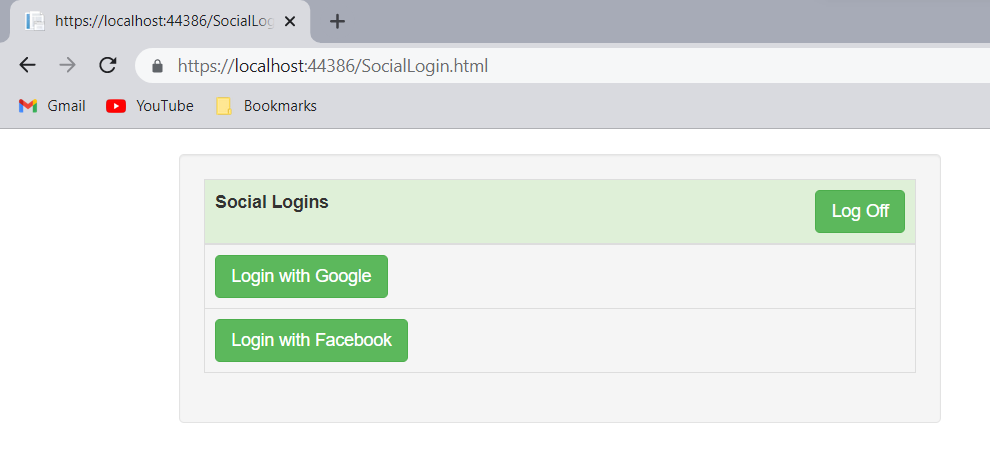 https://localhost:44386/SocialLog
https://localhost:44386/SocialLogin.html
Gmail YouTube Bookmarks
Social Logins Log Off
Login with Google
Login with Facebook